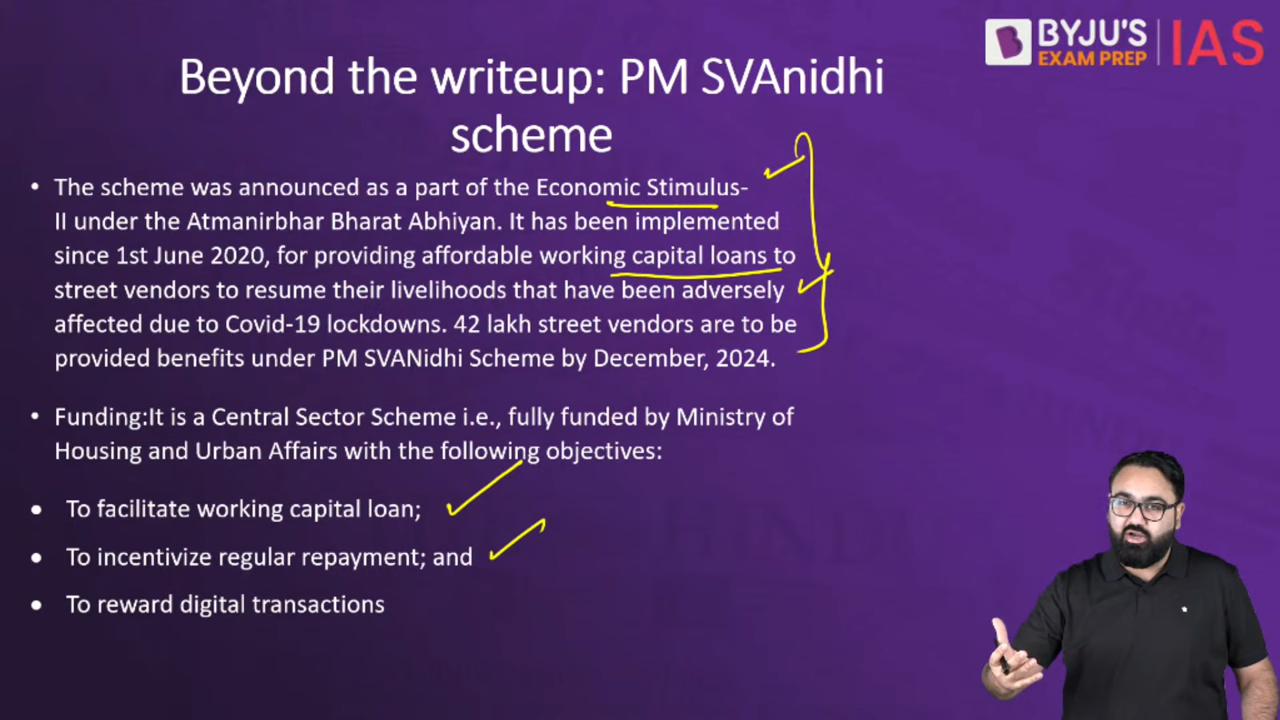 BYJU'S
EXAM PREP
IAS
Beyond the writeup: PM SVAnidhi
scheme
• The scheme was announced as a part of the Economic Stimulus-
II under the Atmanirbhar Bharat Abhiyan. It has been implemented
since 1st June 2020, for providing affordable working capital loans to
street vendors to resume their livelihoods that have been adversely
affected due to Covid-19 lockdowns. 42 lakh street vendors are to be
provided benefits under PM SVANidhi Scheme by December, 2024.
• Funding:It is a Central Sector Scheme i.e., fully funded by Ministry of
Housing and Urban Affairs with the following objectives:
• To facilitate working capital loan;
• To incentivize regular repayment; and
• To reward digital transactions